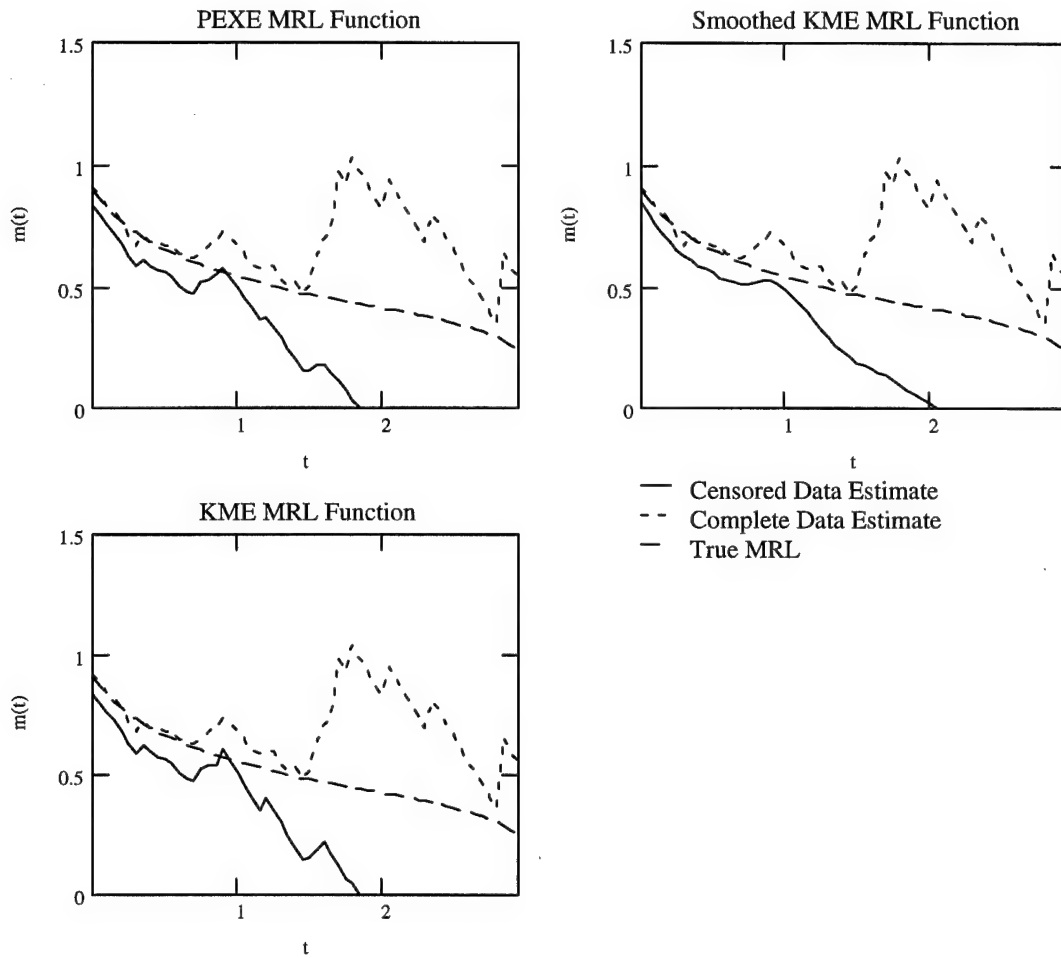 PEXE MRL Function
1.5
1
0.5
0
m(t)
1
2
t
Smoothed KME MRL Function
1.5
1
0.5
0
m(t)
1
2
t
Censored Data Estimate
Complete Data Estimate
True MRL
KME MRL Function
1.5
1
0.5
0
m(t)
1
2
t